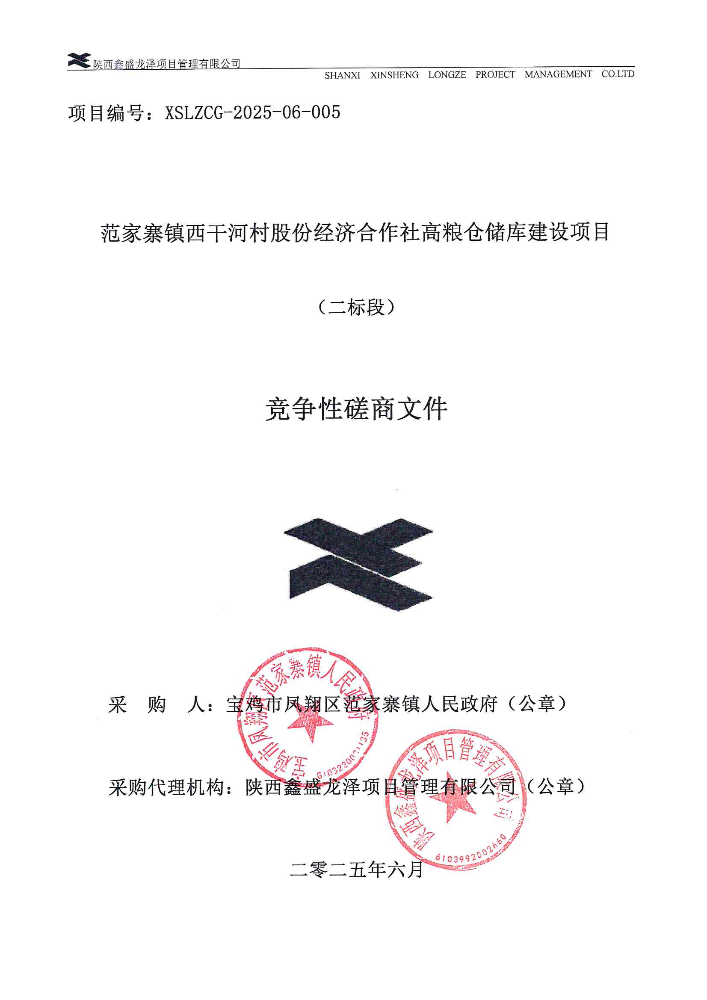 陕西鑫盛龙泽项目管理有限公司
SHANXI XINSHENG LONGZE PROJECT MANAGEMENT CO.LTD
项目编号：XSLZCG-2025-06-005
范家寨镇西干河村股份经济合作社高粮仓储库建设项目
（二标段）
竞争性磋商文件
采 购 人：宝鸡市凤翔区范家寨镇人民政府（公章）
宝鸡市凤翔区范家寨镇人民政府
采购代理机构：陕西鑫盛龙泽项目管理有限公司（公章）
陕西鑫盛龙泽项目管理有限公司
6103992002660
二零二五年六月